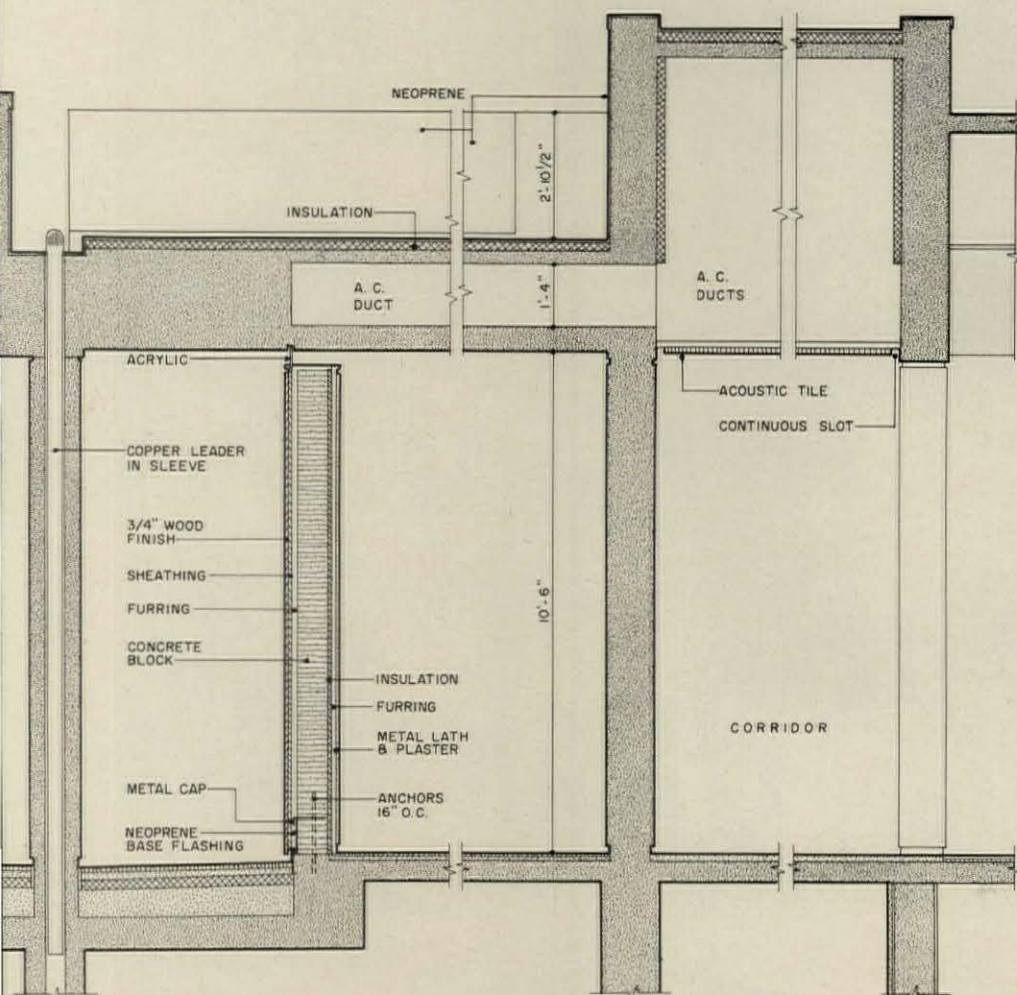 NEOPRENE
2'-10 1/2"
INSULATION
A. C.
DUCT
1'-4"
A. C.
DUCTS
ACRYLIC
ACOUSTIC TILE
CONTINUOUS SLOT
COPPER LEADER
IN SLEEVE
3/4" WOOD
FINISH
SHEATHING
FURRING
CONCRETE
BLOCK
10'-6"
INSULATION
FURRING
METAL LATH
& PLASTER
CORRIDOR
METAL CAP
ANCHORS
16" O.C.
NEOPRENE
BASE FLASHING